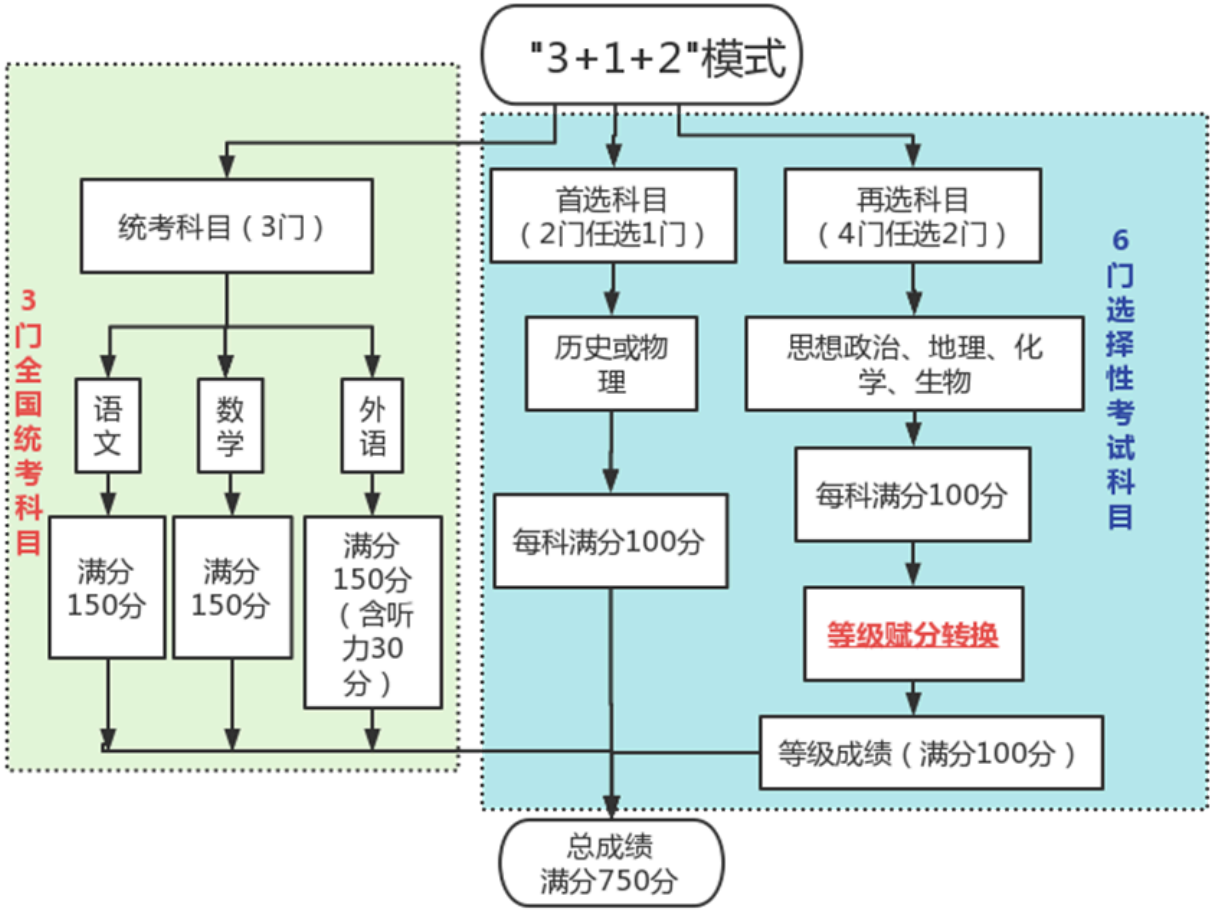 "3+1+2"模式
3
门
全
国
统
考
科
目
统考科目（3门）
语
文
数
学
外
语
满分
150分
满分
150分
满分
150分
（含听
力30
分）
首选科目
（2门任选1门）
历史或物
理
每科满分100分
再选科目
（4门任选2门）
思想政治、地理、化
学、生物
每科满分100分
等级赋分转换
等级成绩（满分100分）
6
门
选
择
性
考
试
科
目
总成绩
满分750分